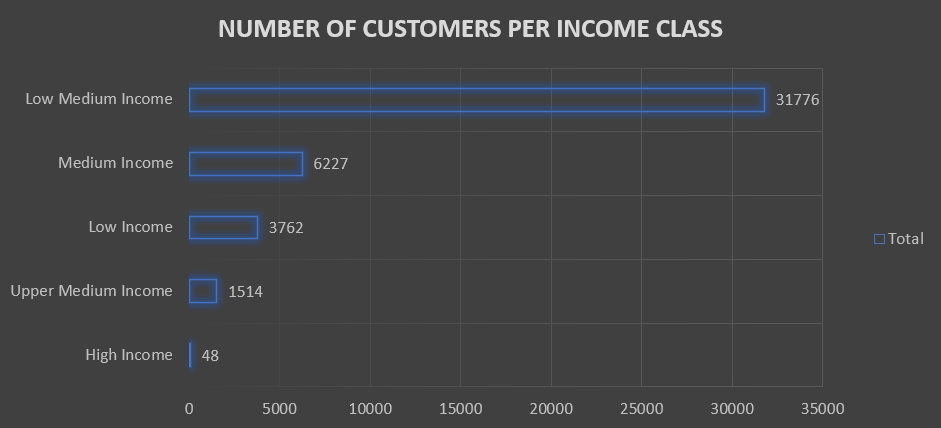 NUMBER OF CUSTOMERS PER INCOME CLASS
Low Medium Income 31776
Medium Income 6227
Low Income 3762
Total
Upper Medium Income 1514
High Income 48
0 5000 10000 15000 20000 25000 30000 35000